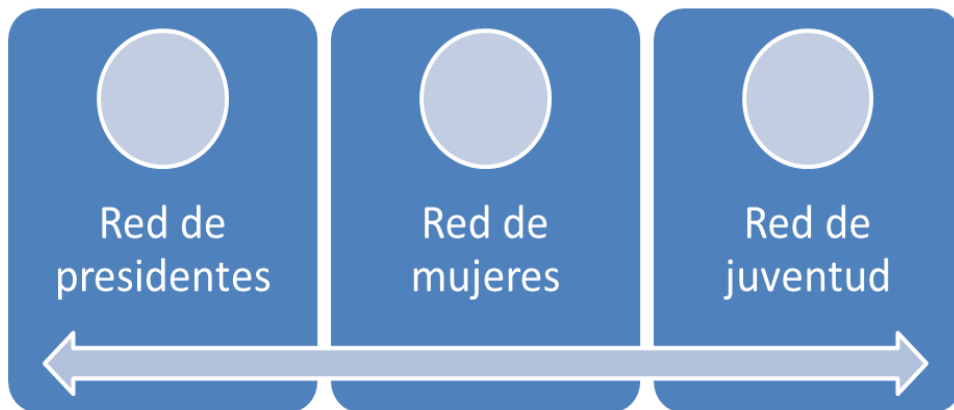 Red de
presidentes
Red de
mujeres
Red de
juventud